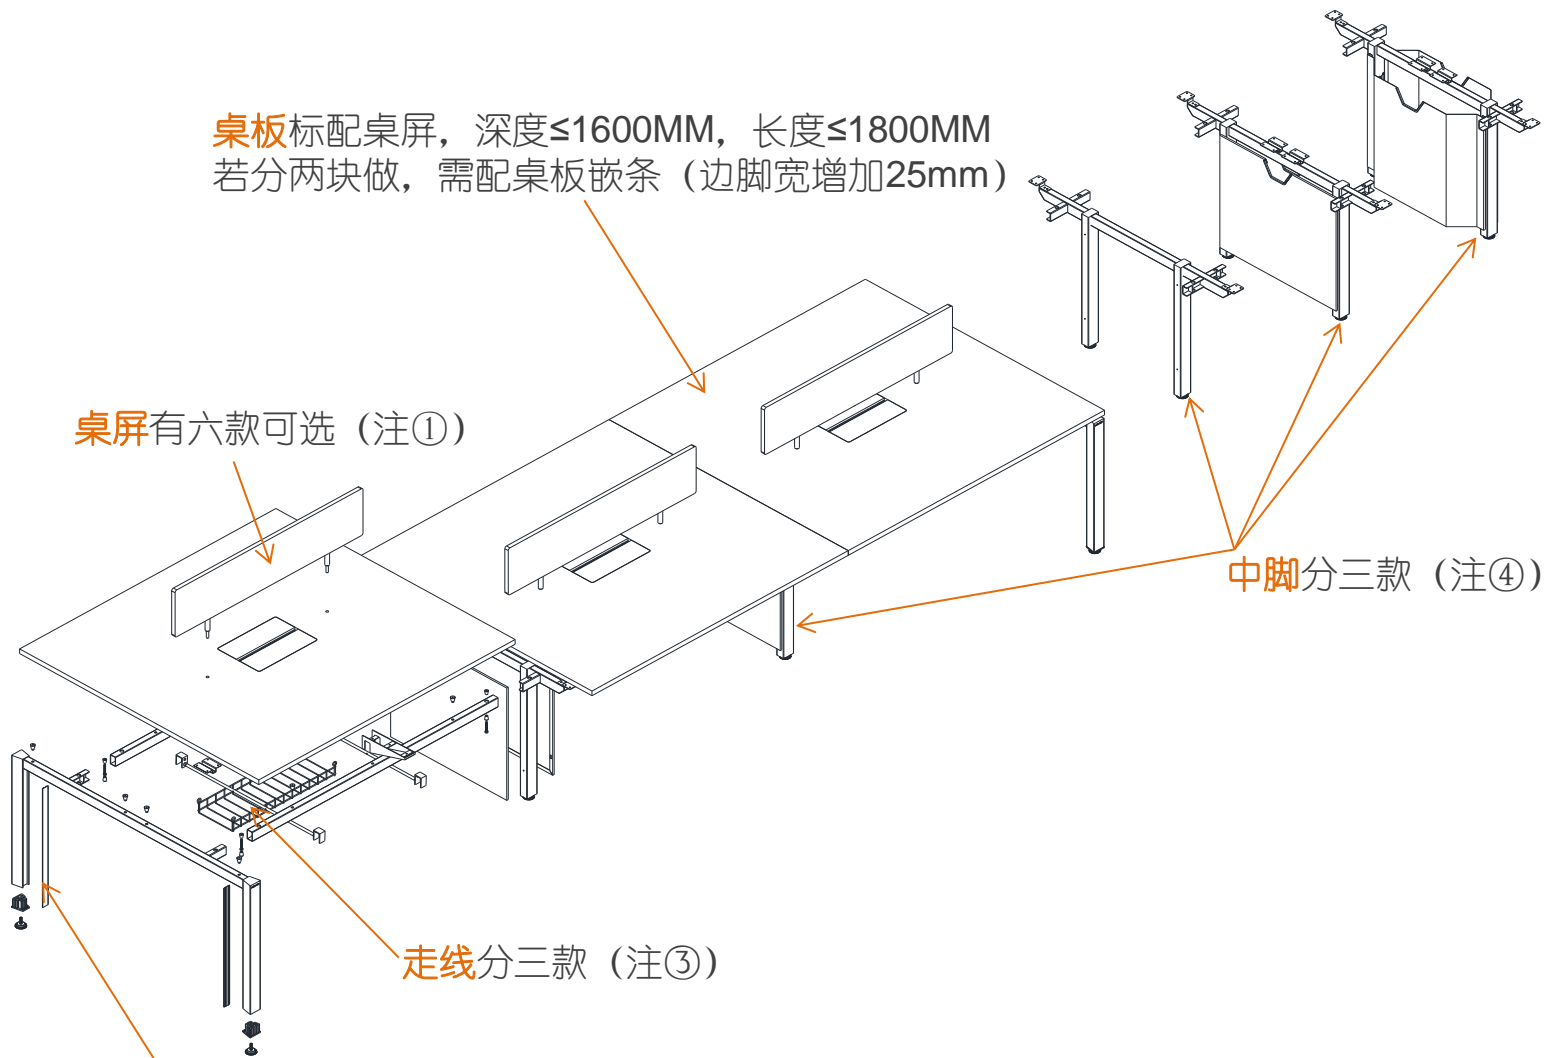 桌板标配桌屏，深度≤1600MM，长度≤1800MM
若分两块做，需配桌板嵌条（边脚宽增加25mm）
桌屏有六款可选（注①）
中脚分三款（注④）
走线分三款（注③）